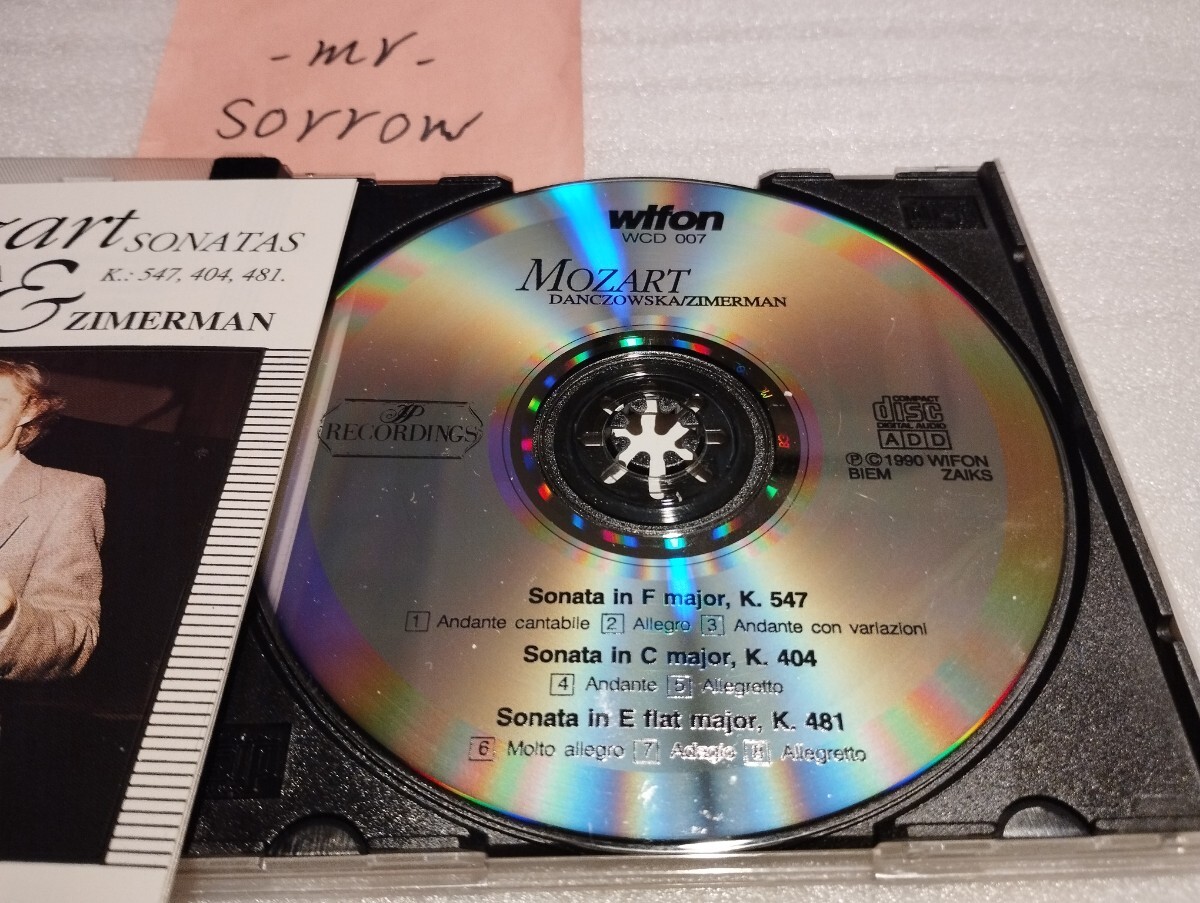 -mr-
sorrow
zart SONATAS
K.: 547, 404, 481.
& ZIMERMAN
wifon
WCD 007
MOZART
DANCZOWSKA/ZIMERMAN
RECORDINGS
COMPACT
disc
DIGITAL AUDIO
ADD
℗©1990 WIFON
BIEM ZAIKS
Sonata in F major, K. 547
1 Andante cantabile 2 Allegro 3 Andante con variazioni
Sonata in C major, K. 404
4 Andante 5 Allegretto
Sonata in E flat major, K. 481
6 Molto allegro 7 Adagio 8 Allegretto